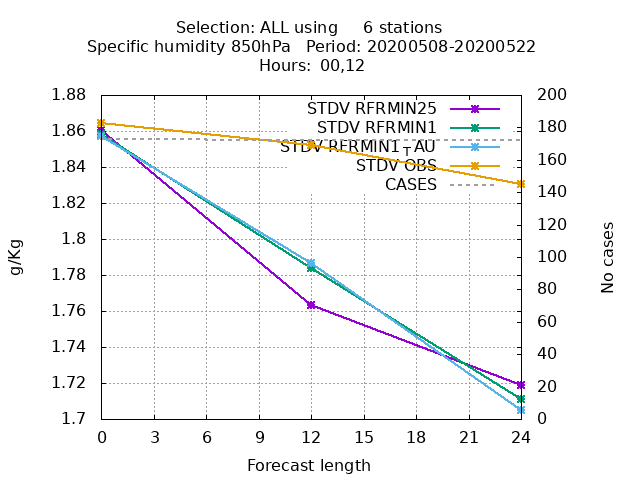 Selection: ALL using     6 stations
Specific humidity 850hPa   Period: 20200508-20200522
Hours: 00,12
STDV RFRMIN25
STDV RFRMIN1
STDV RFRMIN1_TAU
STDV OBS
CASES
g/Kg
1.88
1.86
1.84
1.82
1.8
1.78
1.76
1.74
1.72
1.7
No cases
200
180
160
140
120
100
80
60
40
20
0
0 3 6 9 12 15 18 21 24
Forecast length